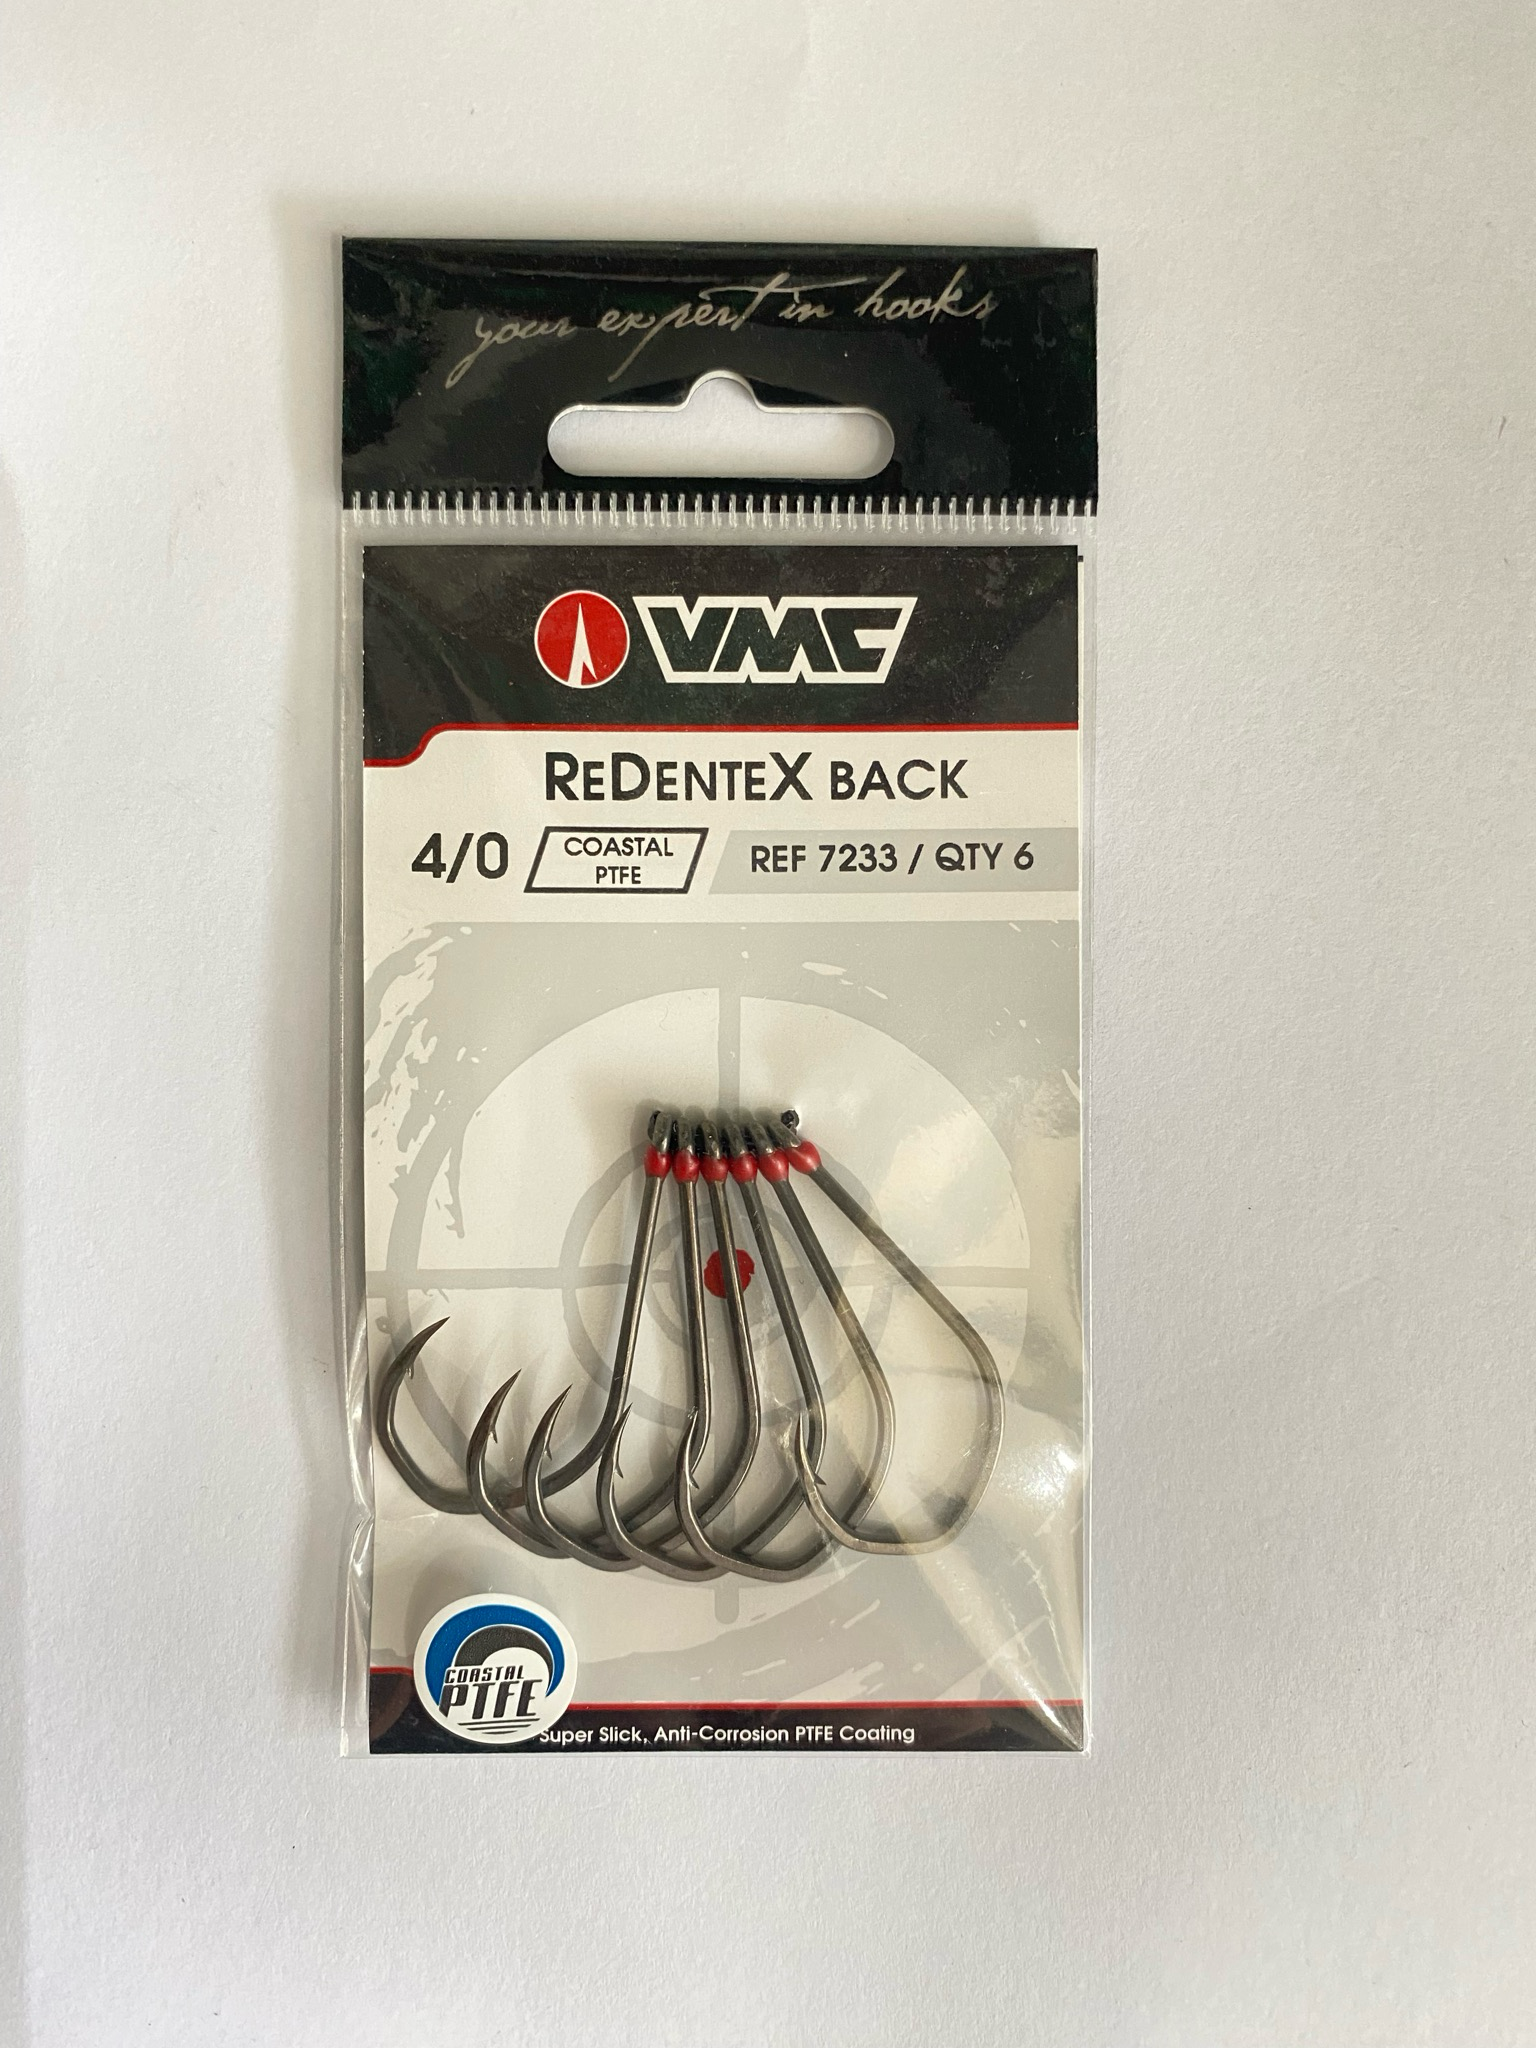 your expert in hooks
VMC
REDENTEX BACK
4/0
COASTAL
PTFE
REF 7233 / QTY 6
COASTAL
PTFE
Super Slick, Anti-Corrosion PTFE Coating